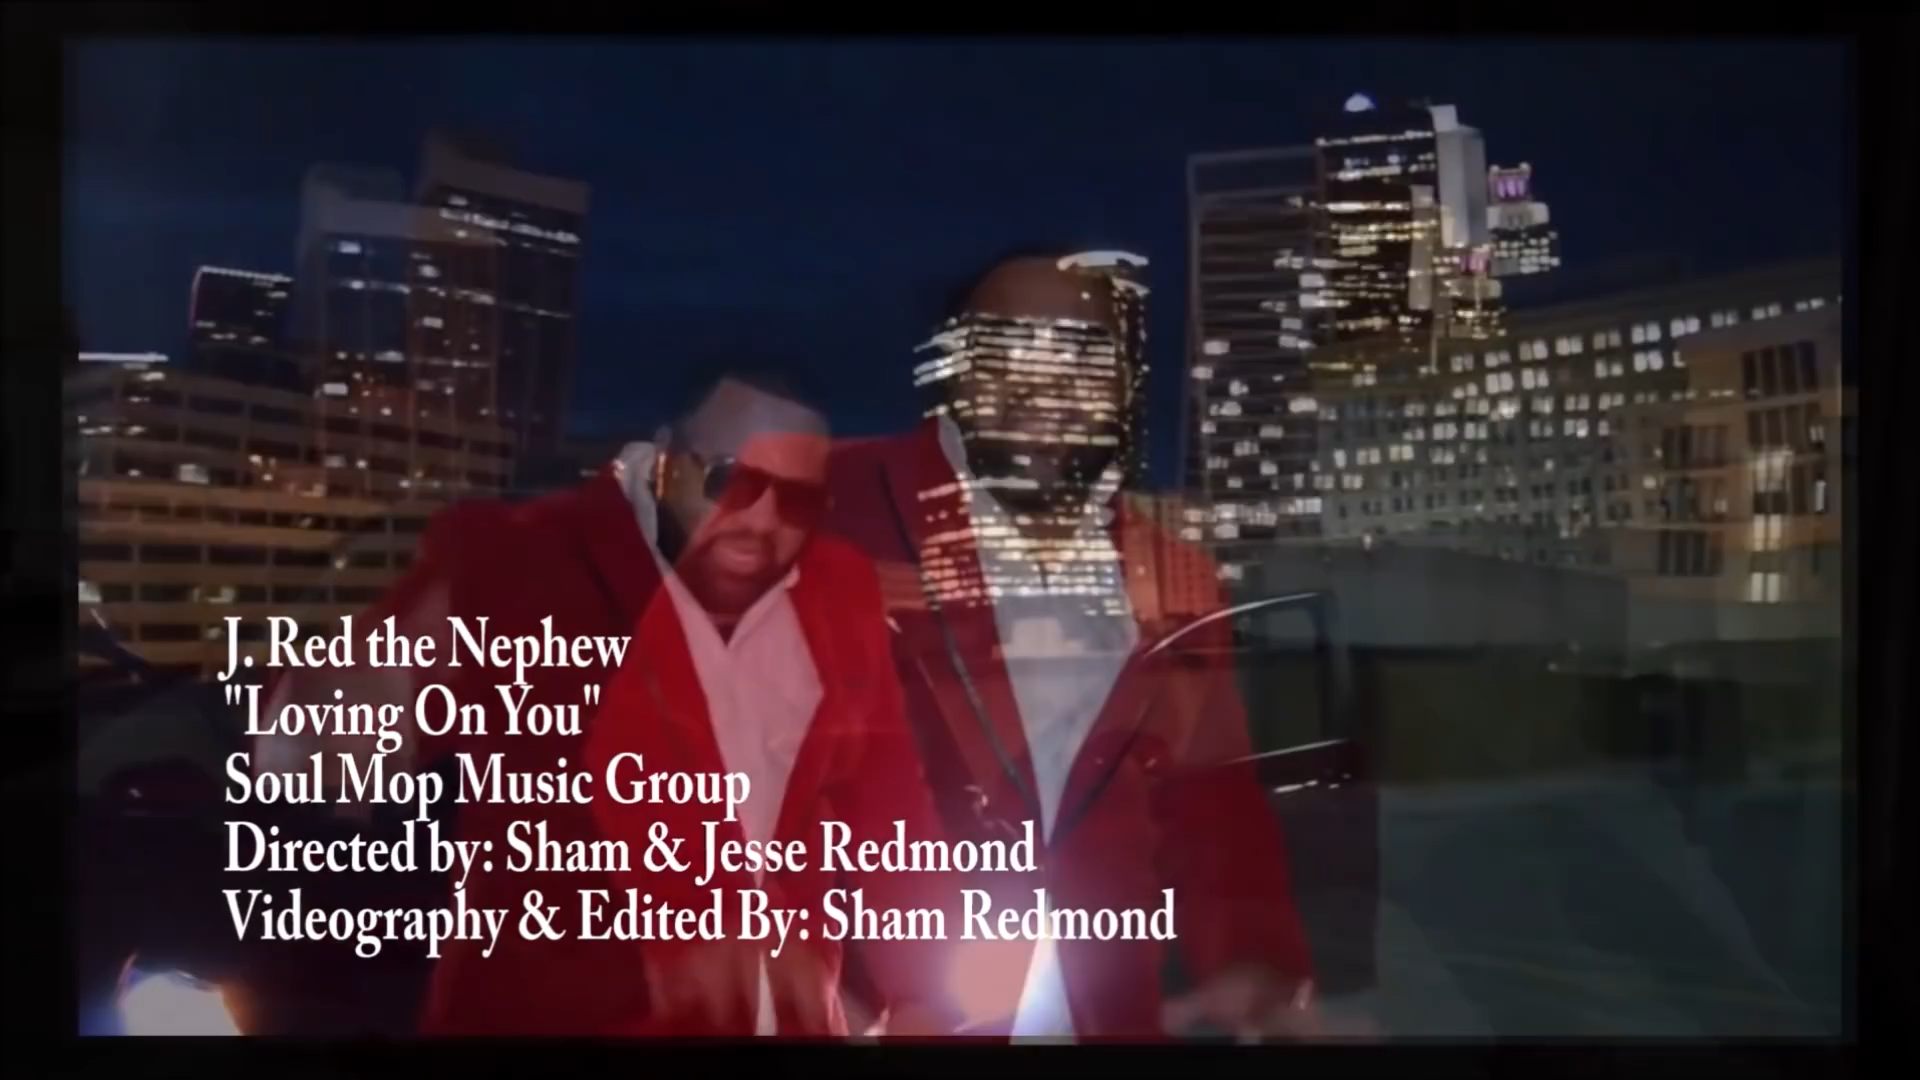 J. Red the Nephew
"Loving On You"
Soul Mop Music Group
Directed by: Sham & Jesse Redmond
Videography & Edited By: Sham Redmond